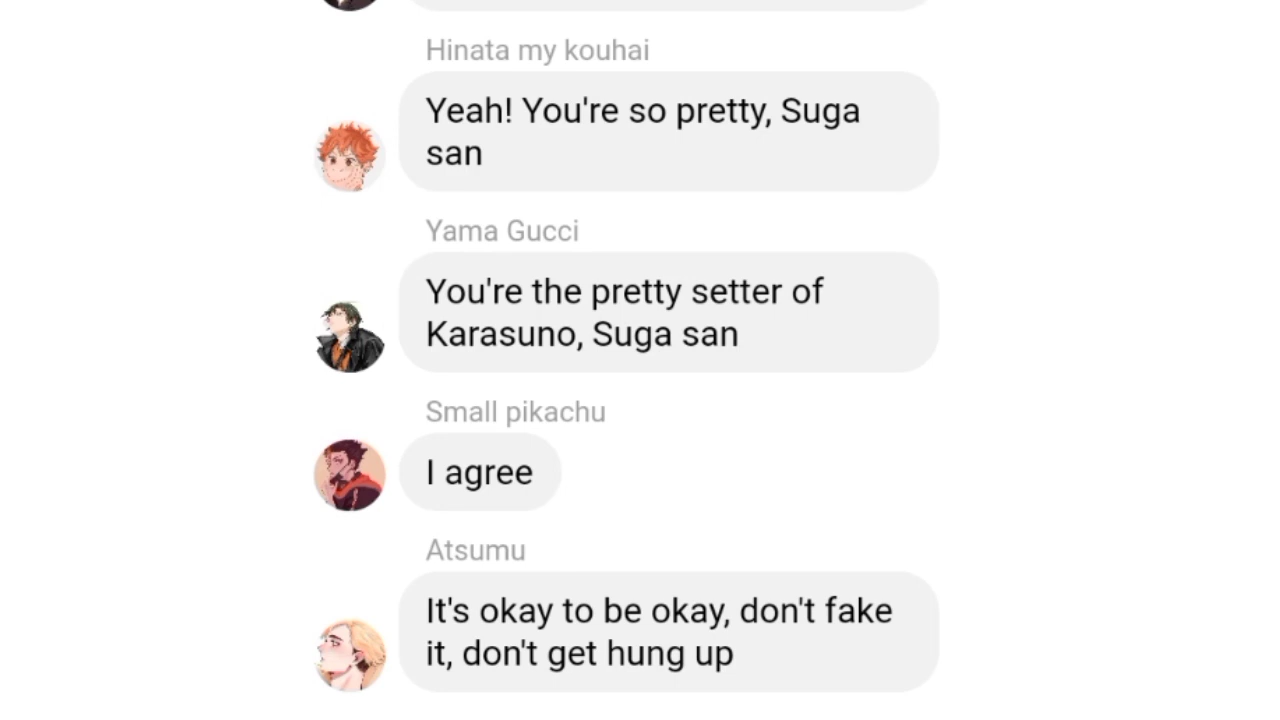 Hinata my kouhai
Yeah! You're so pretty, Suga
san
Yama Gucci
You're the pretty setter of
Karasuno, Suga san
Small pikachu
I agree
Atsumu
It's okay to be okay, don't fake
it, don't get hung up